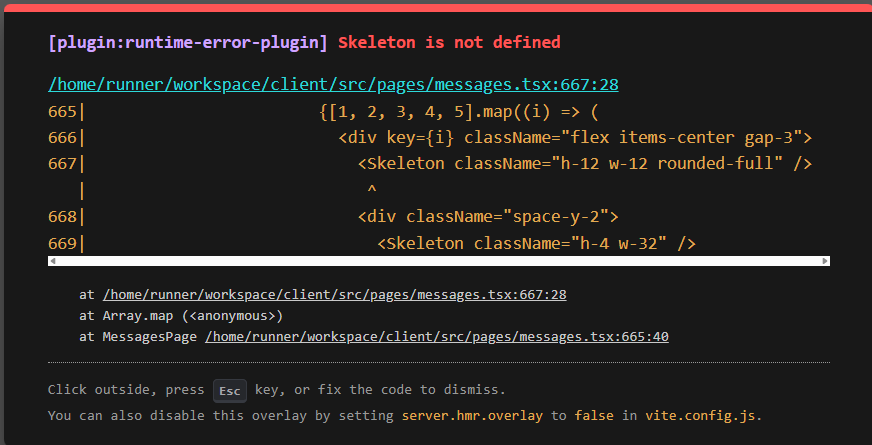 [plugin:runtime-error-plugin] Skeleton is not defined
/home/runner/workspace/client/src/pages/messages.tsx:667:28
665|                         {[1, 2, 3, 4, 5].map((i) => (
666|                           <div key={i} className="flex items-center gap-3">
667|                             <Skeleton className="h-12 w-12 rounded-full" />
   |                              ^
668|                             <div className="space-y-2">
669|                               <Skeleton className="h-4 w-32" />
at /home/runner/workspace/client/src/pages/messages.tsx:667:28
at Array.map (<anonymous>)
at MessagesPage /home/runner/workspace/client/src/pages/messages.tsx:665:40
Click outside, press Esc key, or fix the code to dismiss.
You can also disable this overlay by setting server.hmr.overlay to false in vite.config.js.